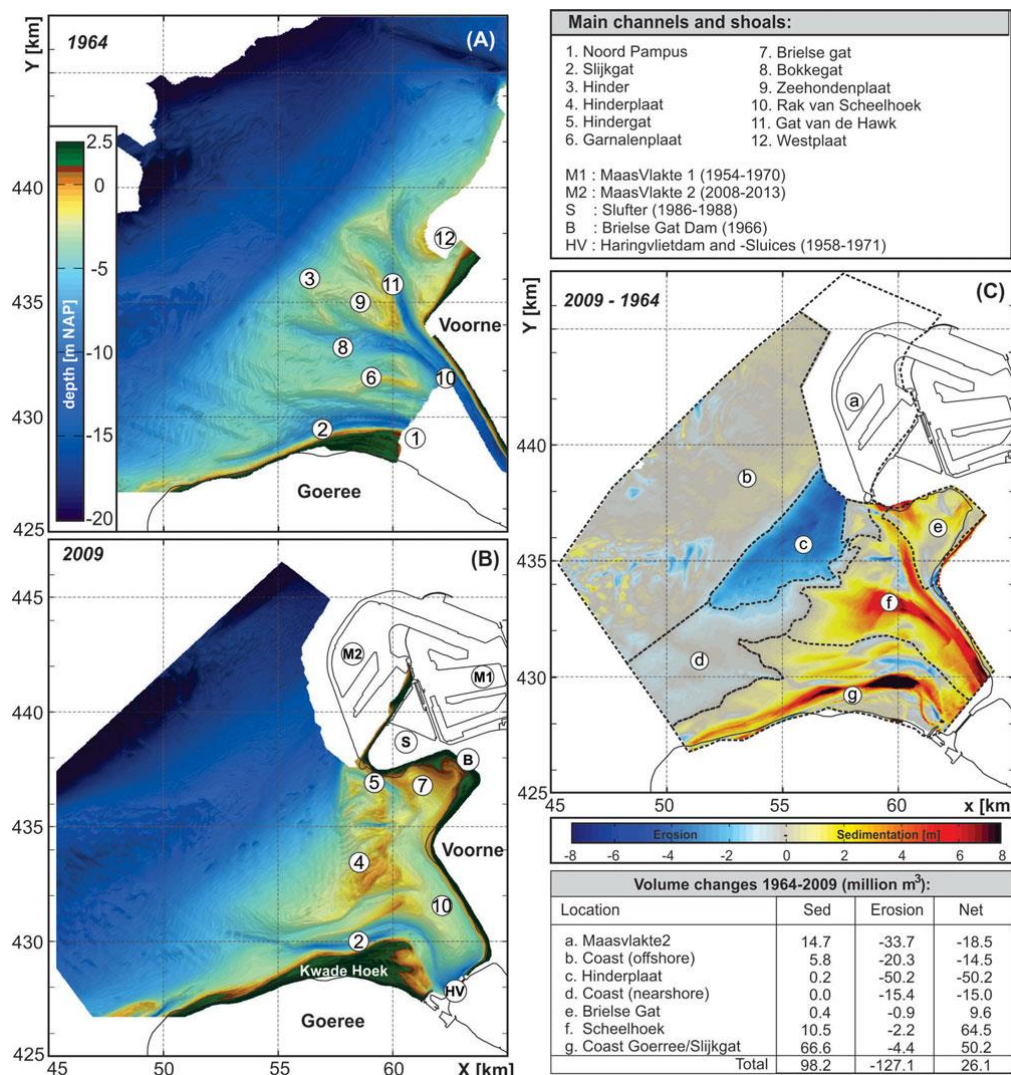 Y [km]
1964
(A)
2.5
0
-5
-10
-15
-20
depth [m NAP]
440
435
430
425
12
3
11
9
Voorne
8
6
10
2
1
Goeree
Main channels and shoals:
1. Noord Pampus
2. Slijkgat
3. Hinder
4. Hinderplaat
5. Hindergat
6. Garnalenplaat
7. Brielse gat
8. Bokkegat
9. Zeehondenplaat
10. Rak van Scheelhoek
11. Gat van de Hawk
12. Westplaat
M1 : MaasVlakte 1 (1954-1970)
M2 : MaasVlakte 2 (2008-2013)
S : Slufter (1986-1988)
B : Brielse Gat Dam (1966)
HV : Haringvlietdam and -Sluices (1958-1971)
2009
(B)
445
440
435
430
425
M2
M1
S
B
5
7
Voorne
4
10
2
Kwade Hoek
HV
Goeree
45 50 55 60 X [km]
Y [km]
2009 - 1964
(C)
445
440
435
430
425
a
b
c
e
f
d
g
45 50 55 60 x [km]
Erosion - Sedimentation [m]
-8 -6 -4 -2 0 2 4 6 8
Volume changes 1964-2009 (million m³):
Location Sed Erosion Net
a. Maasvlakte2 14.7 -33.7 -18.5
b. Coast (offshore) 5.8 -20.3 -14.5
c. Hinderplaat 0.2 -50.2 -50.2
d. Coast (nearshore) 0.0 -15.4 -15.0
e. Brielse Gat 0.4 -0.9 9.6
f. Scheelhoek 10.5 -2.2 64.5
g. Coast Goerree/Slijkgat 66.6 -4.4 50.2
Total 98.2 -127.1 26.1